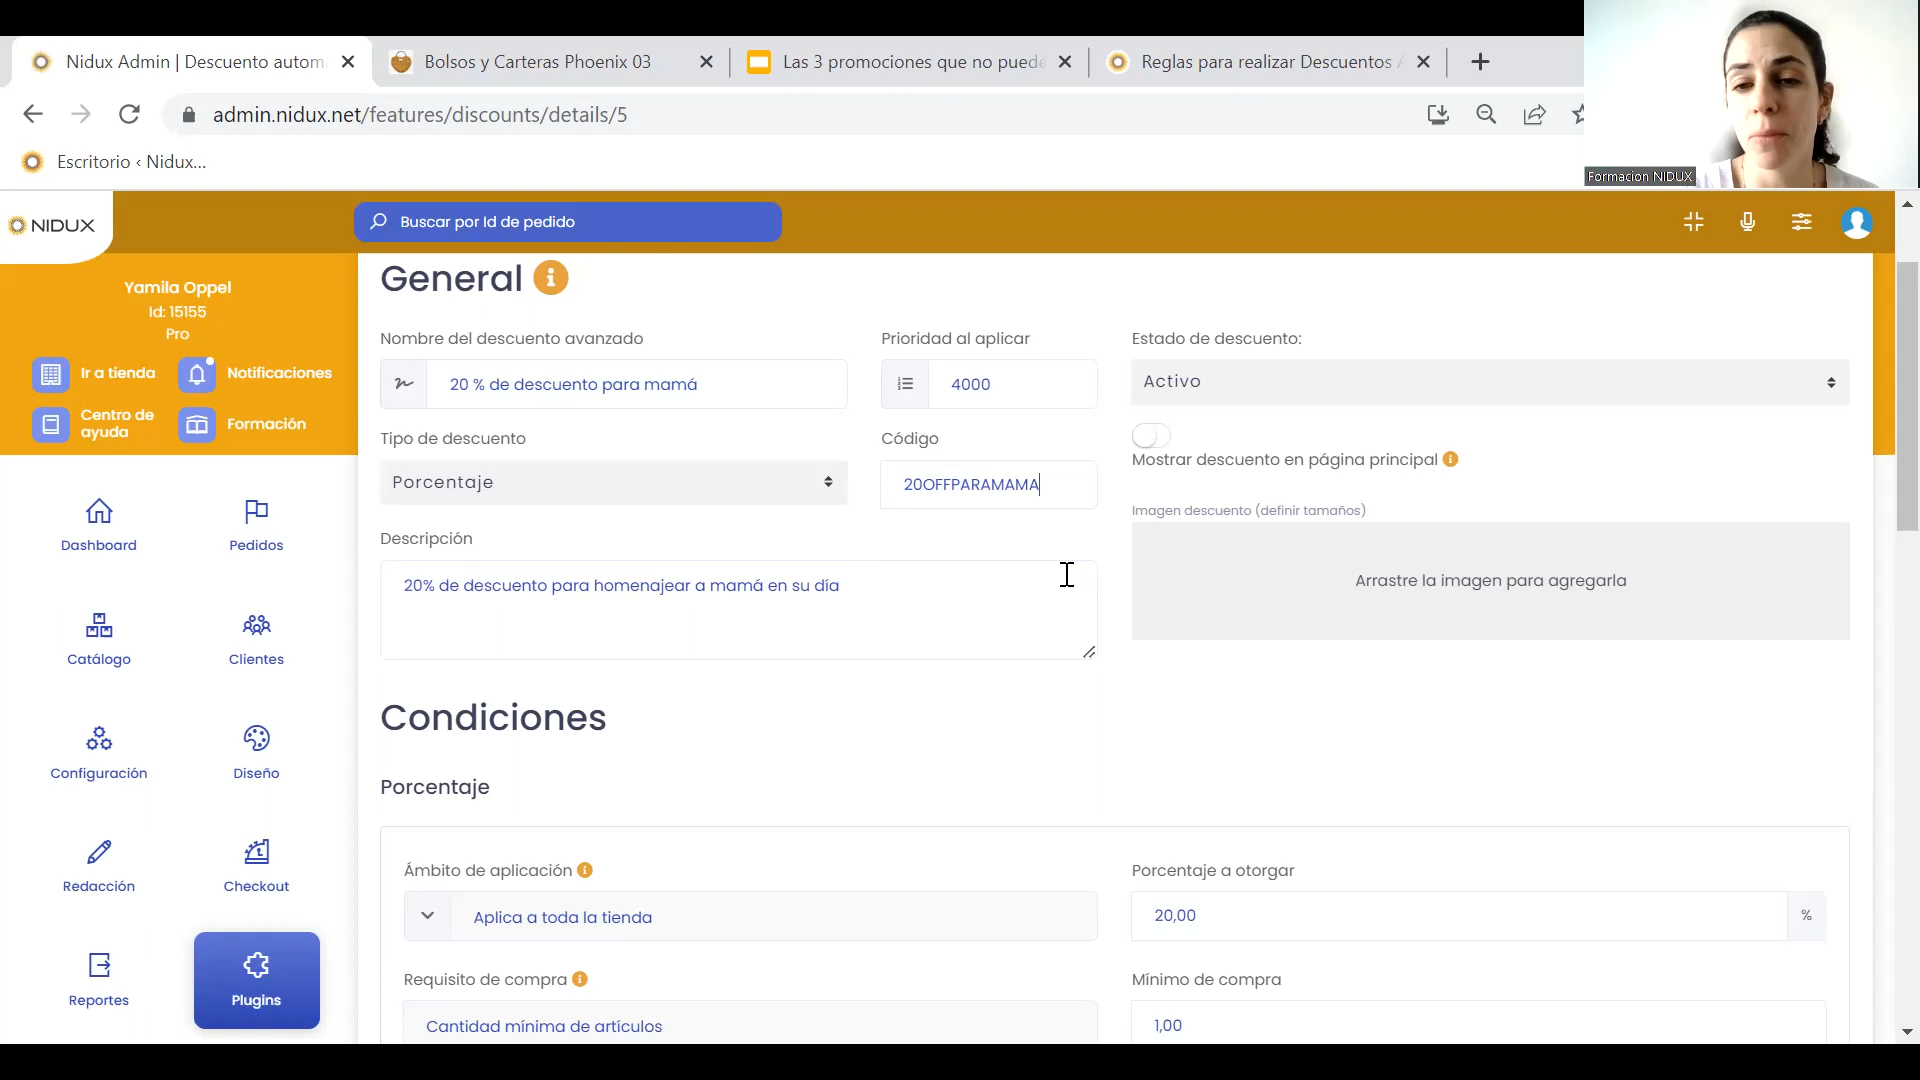 Nidux Admin | Descuento autom
Bolsos y Carteras Phoenix 03
Las 3 promociones que no puede
Reglas para realizar Descuentos A
admin.nidux.net/features/discounts/details/5
Escritorio ‹ Nidux...
Formacion NIDUX
NIDUX
Buscar por Id de pedido
Yamila Oppel
Id: 15155
Pro
Ir a tienda
Notificaciones
Centro de
ayuda
Formación
Dashboard
Pedidos
Catálogo
Clientes
Configuración
Diseño
Redacción
Checkout
Reportes
Plugins
General
Nombre del descuento avanzado
Prioridad al aplicar
Estado de descuento:
20 % de descuento para mamá
4000
Activo
Tipo de descuento
Código
Mostrar descuento en página principal
Porcentaje
20OFFPARAMAMA
Imagen descuento (definir tamaños)
Descripción
20% de descuento para homenajear a mamá en su día
Arrastre la imagen para agregarla
Condiciones
Porcentaje
Ámbito de aplicación
Porcentaje a otorgar
Aplica a toda la tienda
20,00
%
Requisito de compra
Mínimo de compra
Cantidad mínima de artículos
1,00